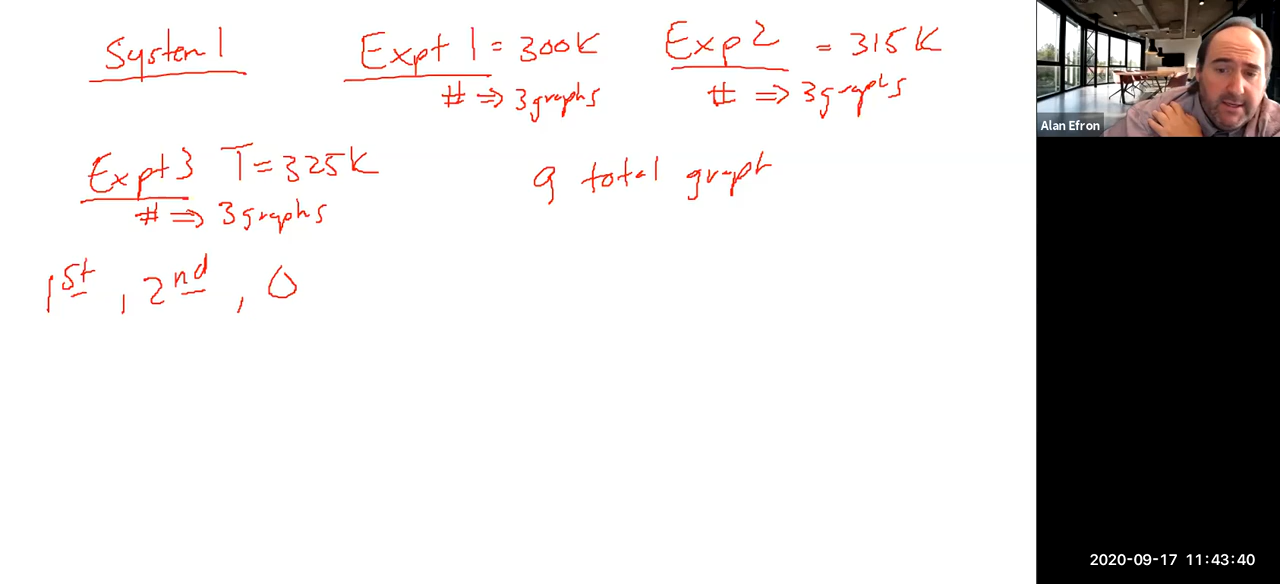 System 1
Expt 1 = 300K
# ⇒ 3 graphs
Exp 2 = 315K
# ⇒ 3 graphs
Expt 3 T = 325K
# ⇒ 3 graphs
9 total graph
1st, 2nd, 0
Alan Efron
2020-09-17 11:43:40